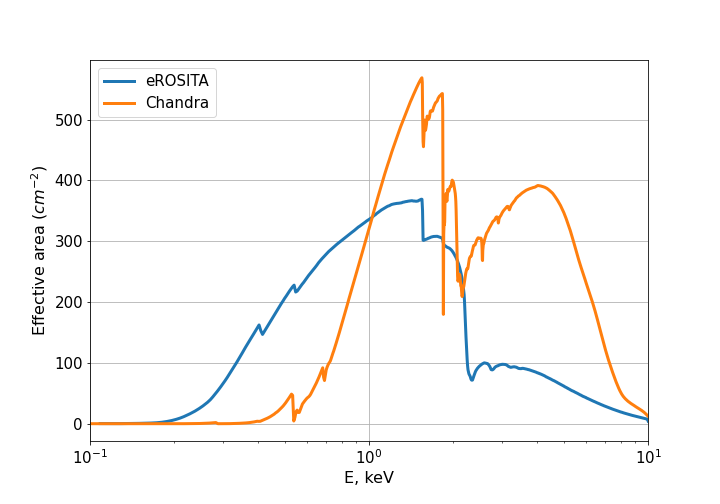 eROSITA
Chandra
Effective area (cm⁻²)
500
400
300
200
100
0
10⁻¹
10⁰
10¹
E, keV